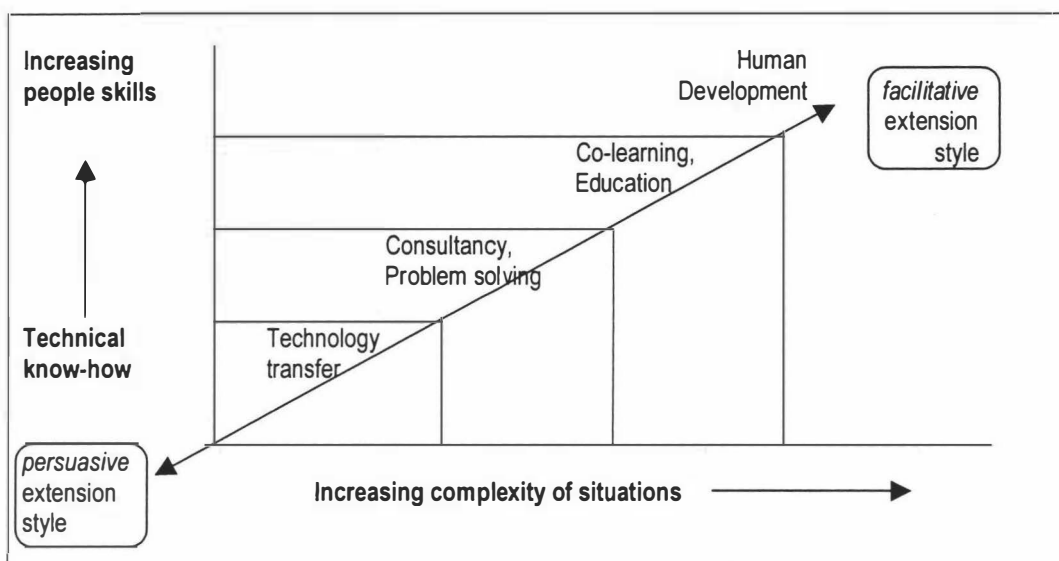 Increasing
people skills
Human
Development
facilitative
extension
style
Co-learning,
Education
Consultancy,
Problem solving
Technical
know-how
Technology
transfer
persuasive
extension
style
Increasing complexity of situations